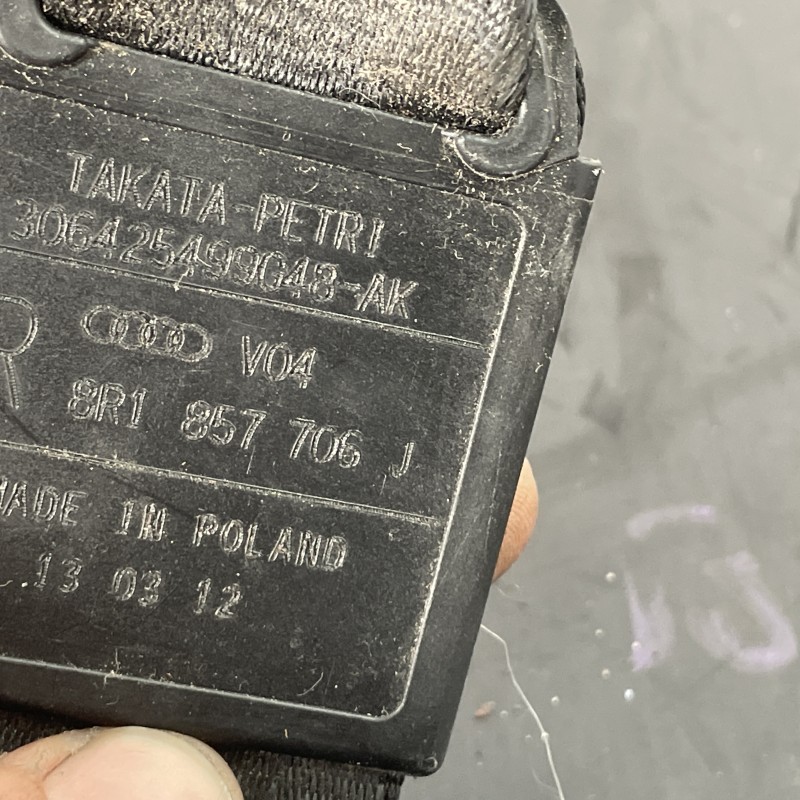 TAKATA-PETRI
306425499G48-AK
R
V04
8R1 857 706 J
MADE IN POLAND
13 03 12